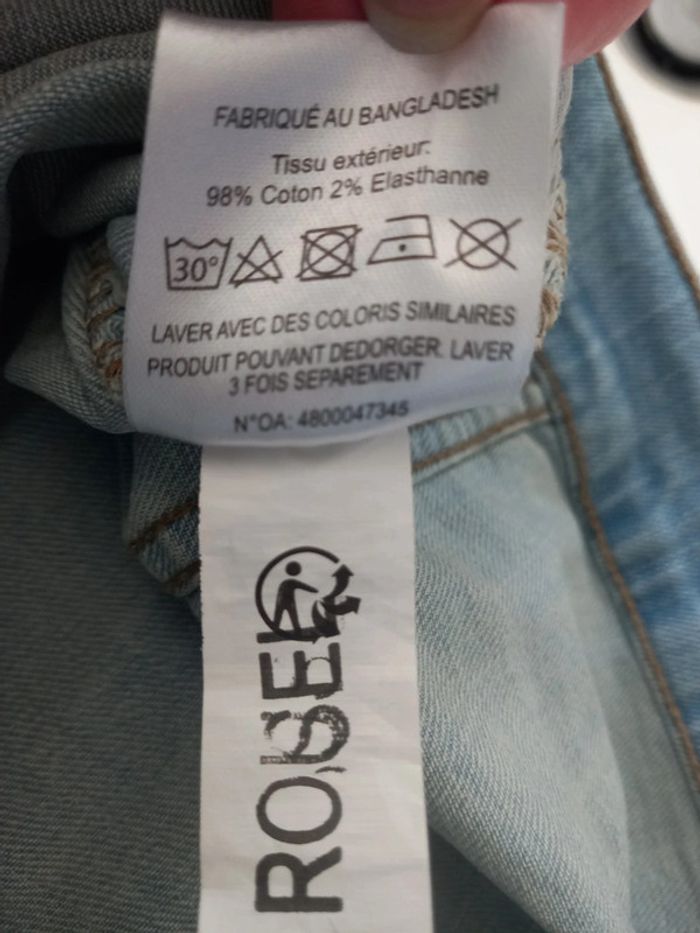 FABRIQUÉ AU BANGLADESH
Tissu extérieur:
98% Coton 2% Elasthanne
30°
LAVER AVEC DES COLORIS SIMILAIRES
PRODUIT POUVANT DEDORGER. LAVER
3 FOIS SEPAREMENT
N°OA: 4800047345